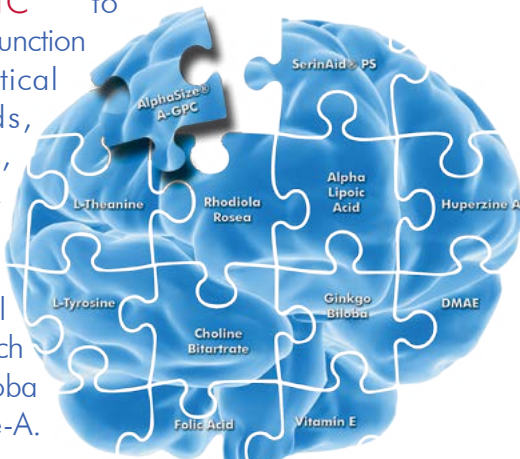 to
unction
tical
ds,
ch
oba
e-A.
AlphaSize®
A-GPC
SerinAid® PS
L-Theanine
Rhodiola
Rosea
Alpha
Lipoic
Acid
Huperzine A
L-Tyrosine
Choline
Bitartrate
Ginkgo
Biloba
DMAE
Folic Acid
Vitamin E